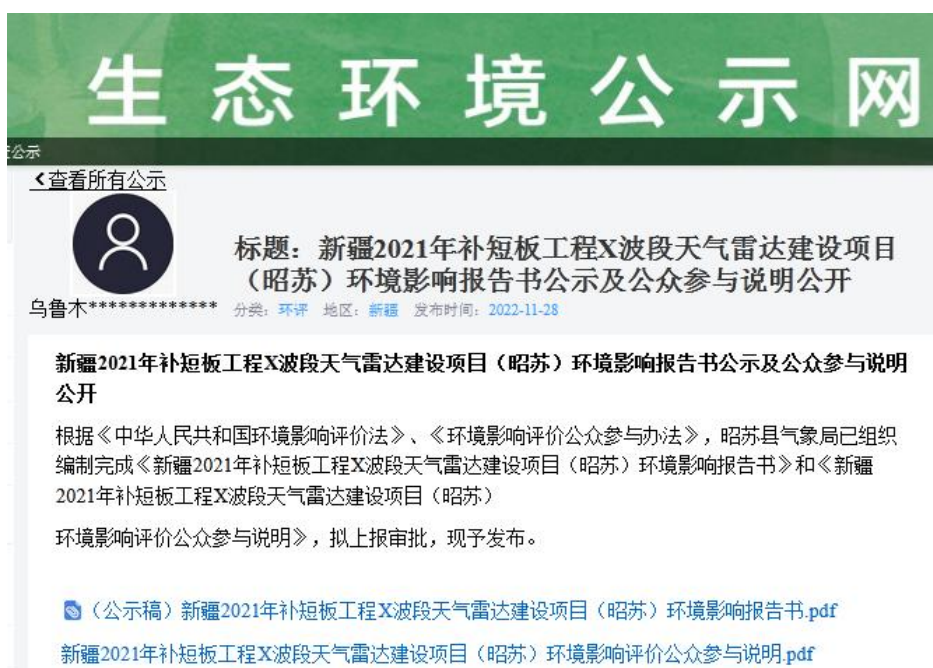 生态环境公示网
公示
查看所有公示
标题：新疆2021年补短板工程X波段天气雷达建设项目
（昭苏）环境影响报告书公示及公众参与说明公开
乌鲁木*************
分类：环评 地区：新疆 发布时间：2022-11-28
新疆2021年补短板工程X波段天气雷达建设项目（昭苏）环境影响报告书公示及公众参与说明
公开
根据《中华人民共和国环境影响评价法》、《环境影响评价公众参与办法》，昭苏县气象局已组织
编制完成《新疆2021年补短板工程X波段天气雷达建设项目（昭苏）环境影响报告书》和《新疆
2021年补短板工程X波段天气雷达建设项目（昭苏）
环境影响评价公众参与说明》，拟上报审批，现予发布。
（公示稿）新疆2021年补短板工程X波段天气雷达建设项目（昭苏）环境影响报告书.pdf
新疆2021年补短板工程X波段天气雷达建设项目（昭苏）环境影响评价公众参与说明.pdf